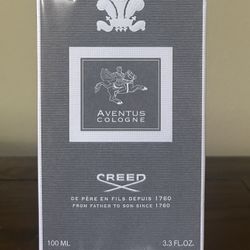 AVENTUS
COLOGNE
CREED
DE PÈRE EN FILS DEPUIS 1760
FROM FATHER TO SON SINCE 1760
100 ML 3.3 FL.OZ.